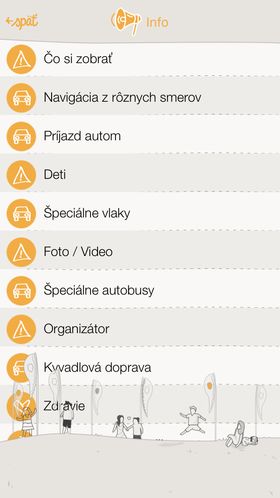 späť
Info
Čo si zobrať
Navigácia z rôznych smerov
Príjazd autom
Deti
Špeciálne vlaky
Foto / Video
Špeciálne autobusy
Organizátor
Kyvadlová doprava
Zdravie